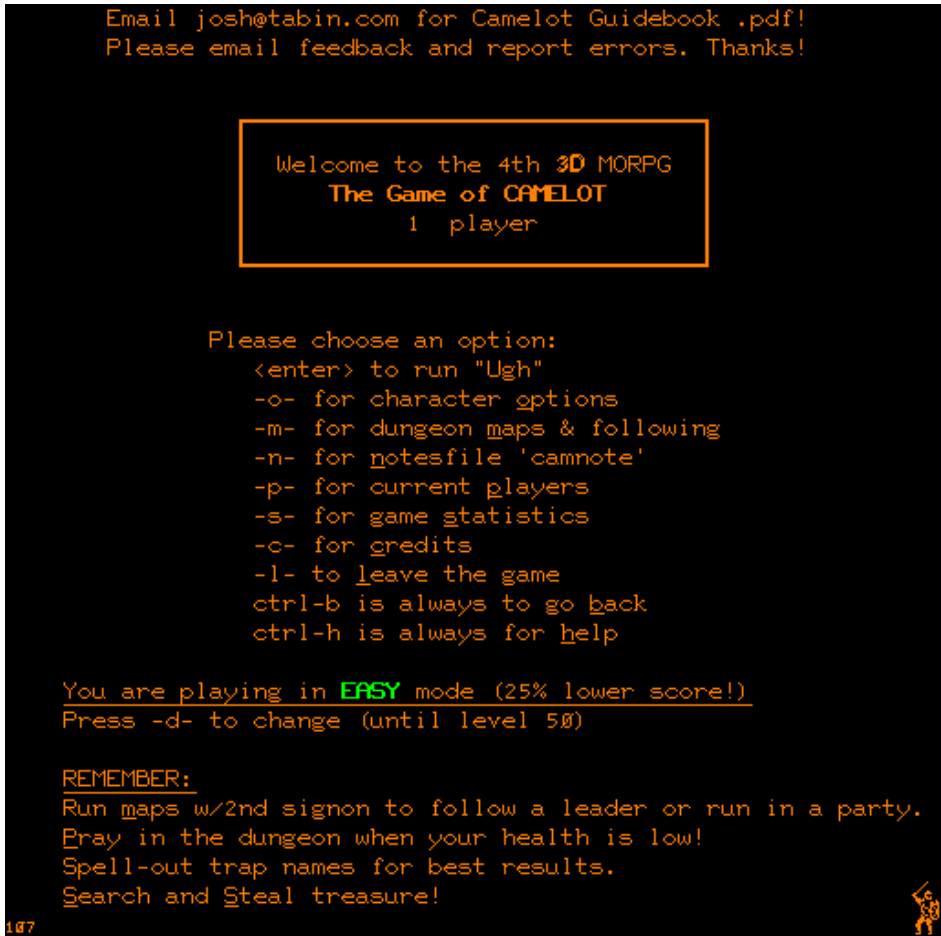 Email josh@tabin.com for Camelot Guidebook .pdf!
Please email feedback and report errors. Thanks!
Welcome to the 4th 3D MORPG
The Game of CAMELOT
1 player
Please choose an option:
<enter> to run "Ugh"
-o- for character options
-m- for dungeon maps & following
-n- for notesfile 'camnote'
-p- for current players
-s- for game statistics
-c- for credits
-l- to leave the game
ctrl-b is always to go back
ctrl-h is always for help
You are playing in EASY mode (25% lower score!)
Press -d- to change (until level 50)
REMEMBER:
Run maps w/2nd signon to follow a leader or run in a party.
Pray in the dungeon when your health is low!
Spell-out trap names for best results.
Search and Steal treasure!
107